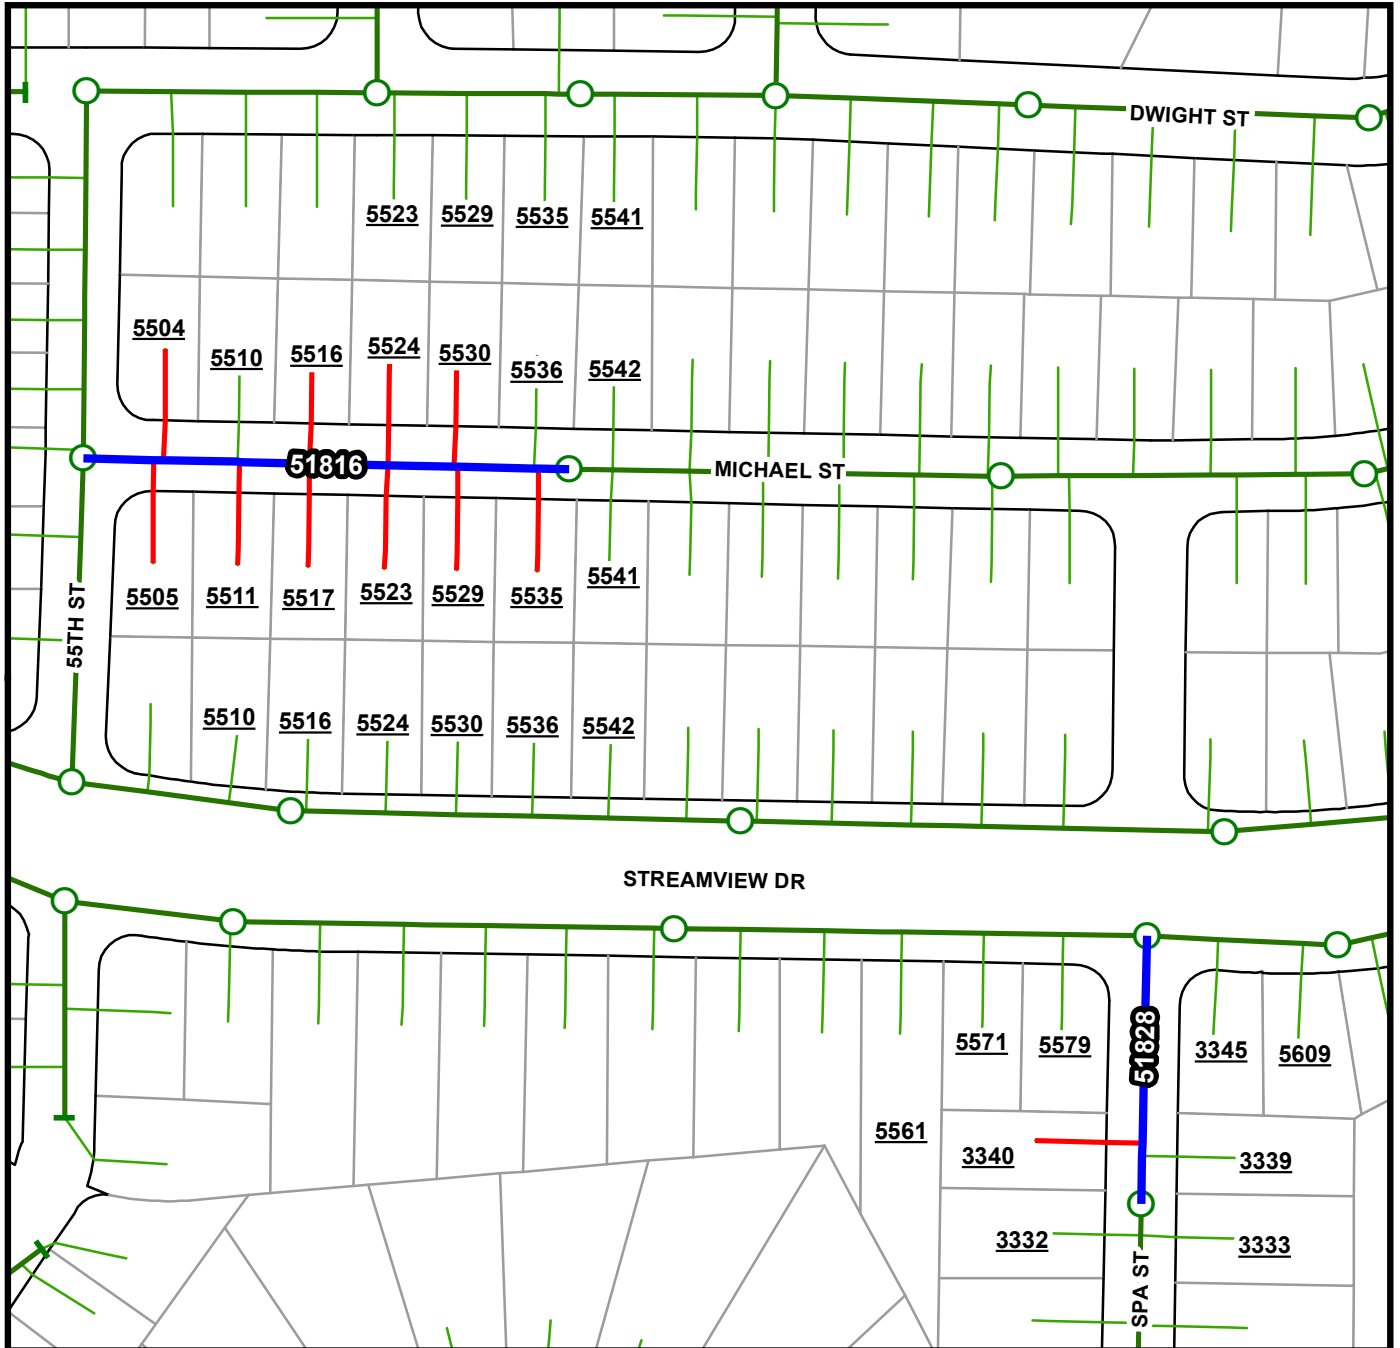 DWIGHT ST
5523 5529 5535 5541
5504 5510 5516 5524 5530 5536 5542
51816
MICHAEL ST
55TH ST
5505 5511 5517 5523 5529 5535 5541
5510 5516 5524 5530 5536 5542
STREAMVIEW DR
51828
5571 5579 3345 5609
5561
3340 3339
3332 3333
SPA ST